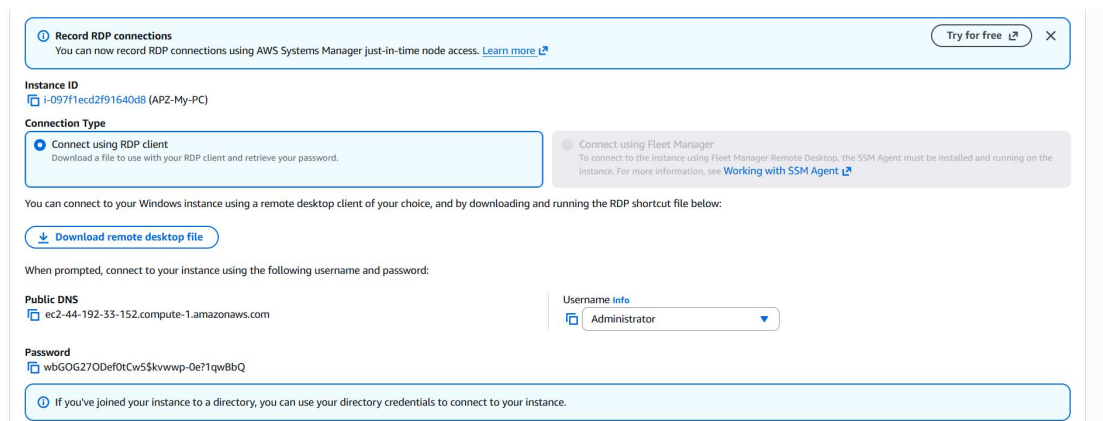 Record RDP connections
You can now record RDP connections using AWS Systems Manager just-in-time node access. Learn more
Try for free
Instance ID
i-097f1ecd2f91640d8 (APZ-My-PC)
Connection Type
Connect using RDP client
Download a file to use with your RDP client and retrieve your password.
Connect using Fleet Manager
To connect to the instance using Fleet Manager Remote Desktop, the SSM Agent must be installed and running on the
instance. For more information, see Working with SSM Agent
You can connect to your Windows instance using a remote desktop client of your choice, and by downloading and running the RDP shortcut file below:
Download remote desktop file
When prompted, connect to your instance using the following username and password:
Public DNS
ec2-44-192-33-152.compute-1.amazonaws.com
Username Info
Administrator
Password
wbGOG27ODef0tCw5$kvwwp-0e?1qwBbQ
If you've joined your instance to a directory, you can use your directory credentials to connect to your instance.